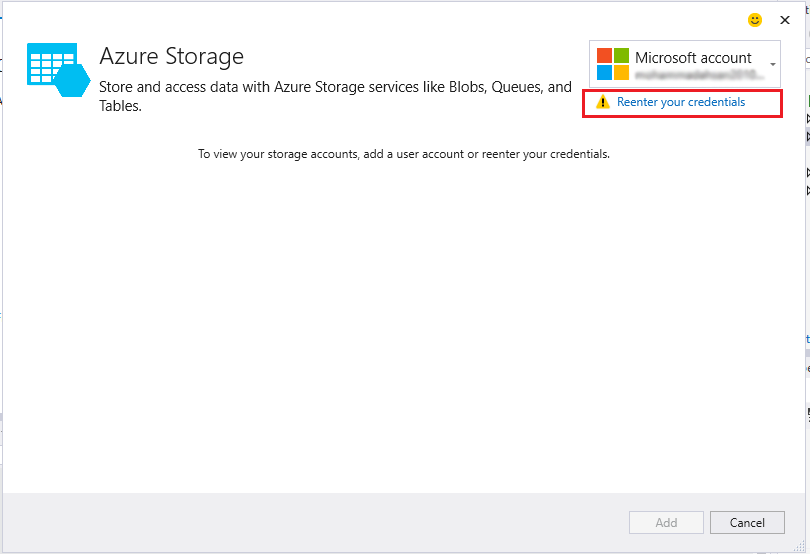 Azure Storage
Store and access data with Azure Storage services like Blobs, Queues, and
Tables.
Microsoft account
Reenter your credentials
To view your storage accounts, add a user account or reenter your credentials.
Add
Cancel